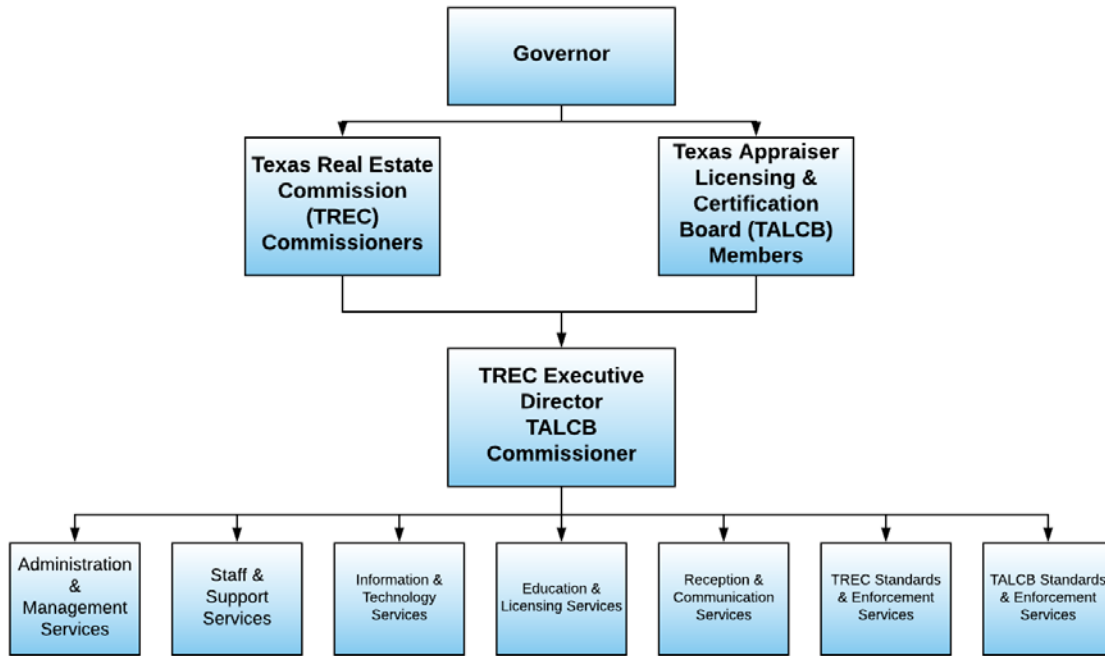 Governor
Texas Real Estate
Commission
(TREC)
Commissioners
Texas Appraiser
Licensing &
Certification
Board (TALCB)
Members
TREC Executive
Director
TALCB
Commissioner
Administration
&
Management
Services
Staff &
Support
Services
Information &
Technology
Services
Education &
Licensing Services
Reception &
Communication
Services
TREC Standards
& Enforcement
Services
TALCB Standards
& Enforcement
Services